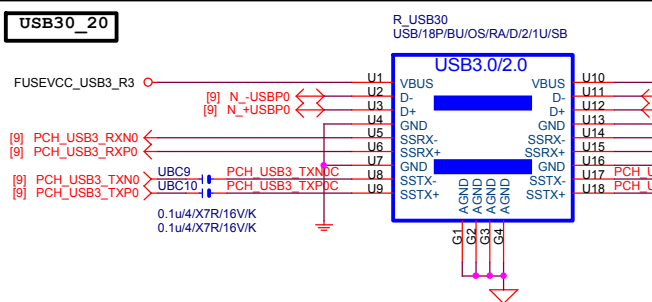 USB30_20
R_USB30
USB/18P/BU/OS/RA/D/2/1U/SB
USB3.0/2.0
FUSEVCC_USB3_R3 U1 VBUS VBUS U10
[9] N_-USBP0 U2 D- D- U11
[9] N_+USBP0 U3 D+ D+ U12
U4 GND GND U13
[9] PCH_USB3_RXN0 U5 SSRX- SSRX- U14
[9] PCH_USB3_RXP0 U6 SSRX+ SSRX+ U15
U7 GND GND U16
[9] PCH_USB3_TXN0 UBC9 PCH_USB3_TXN0C U8 SSTX- SSTX- U17 PCH_U
[9] PCH_USB3_TXP0 UBC10 PCH_USB3_TXP0C U9 SSTX+ SSTX+ U18 PCH_U
0.1u/4/X7R/16V/K
0.1u/4/X7R/16V/K
AGND AGND AGND AGND
G1 G2 G3 G4